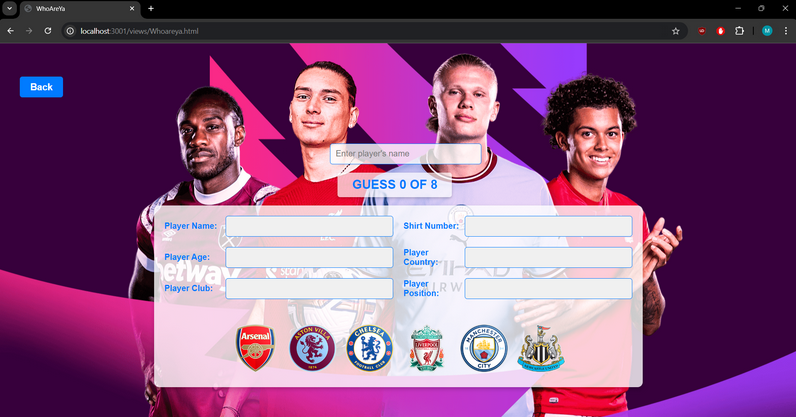 WhoAreYa
localhost:3001/views/Whoareya.html
M
Back
Enter player's name
GUESS 0 OF 8
Player Name:
Shirt Number:
Player Age:
Player
Country:
Player Club:
Player
Position:
Arsenal
ASTON VILLA
1874
CHELSEA
FOOTBALL CLUB
LIVERPOOL
MANCHESTER
CITY